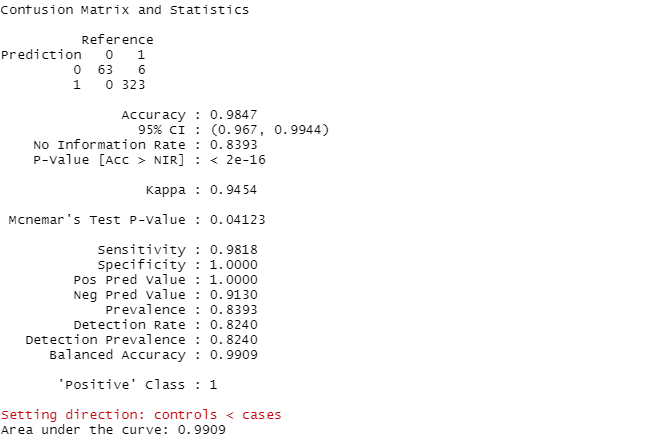 Confusion Matrix and Statistics
Reference
Prediction 0 1
0 63 6
1 0 323
Accuracy : 0.9847
95% CI : (0.967, 0.9944)
No Information Rate : 0.8393
P-Value [Acc > NIR] : < 2e-16
Kappa : 0.9454
Mcnemar's Test P-Value : 0.04123
Sensitivity : 0.9818
Specificity : 1.0000
Pos Pred Value : 1.0000
Neg Pred Value : 0.9130
Prevalence : 0.8393
Detection Rate : 0.8240
Detection Prevalence : 0.8240
Balanced Accuracy : 0.9909
'Positive' Class : 1
Setting direction: controls < cases
Area under the curve: 0.9909